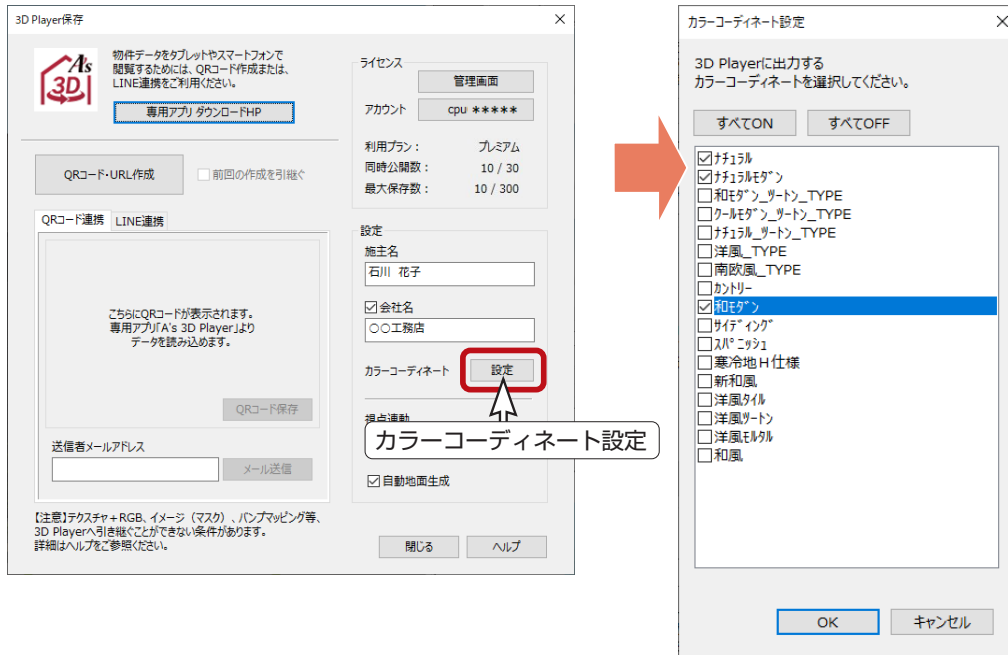 3D Player保存
A's
3D
物件データをタブレットやスマートフォンで
閲覧するためには、QRコード作成または、
LINE連携をご利用ください。
専用アプリ ダウンロードHP
QRコード・URL作成
前回の作成を引継ぐ
QRコード連携 LINE連携
こちらにQRコードが表示されます。
専用アプリ「A's 3D Player」より
データを読み込めます。
QRコード保存
送信者メールアドレス
メール送信
【注意】テクスチャ+RGB、イメージ（マスク）、バンプマッピング等、
3D Playerへ引き継ぐことができない条件があります。
詳細はヘルプをご参照ください。
ライセンス
管理画面
アカウント cpu *****
利用プラン： プレミアム
同時公開数： 10 / 30
最大保存数： 10 / 300
設定
施主名
石川 花子
会社名
○○工務店
カラーコーディネート 設定
視点連動
カラーコーディネート設定
自動地面生成
閉じる ヘルプ
カラーコーディネート設定
3D Playerに出力する
カラーコーディネートを選択してください。
すべてON すべてOFF
ﾅﾁｭﾗﾙ
ﾅﾁｭﾗﾙﾓﾀﾞﾝ
和ﾓﾀﾞﾝ_ﾂｰﾄﾝ_TYPE
ｸｰﾙﾓﾀﾞﾝ_ﾂｰﾄﾝ_TYPE
ﾅﾁｭﾗﾙ_ﾂｰﾄﾝ_TYPE
洋風_TYPE
南欧風_TYPE
ｶﾝﾄﾘｰ
和ﾓﾀﾞﾝ
ｻｲﾃﾞｨﾝｸﾞ
ｽﾊﾟﾆｯｼｭ
寒冷地Ｈ仕様
新和風
洋風ﾀｲﾙ
洋風ﾂｰﾄﾝ
洋風ﾓﾙﾀﾙ
和風
OK キャンセル